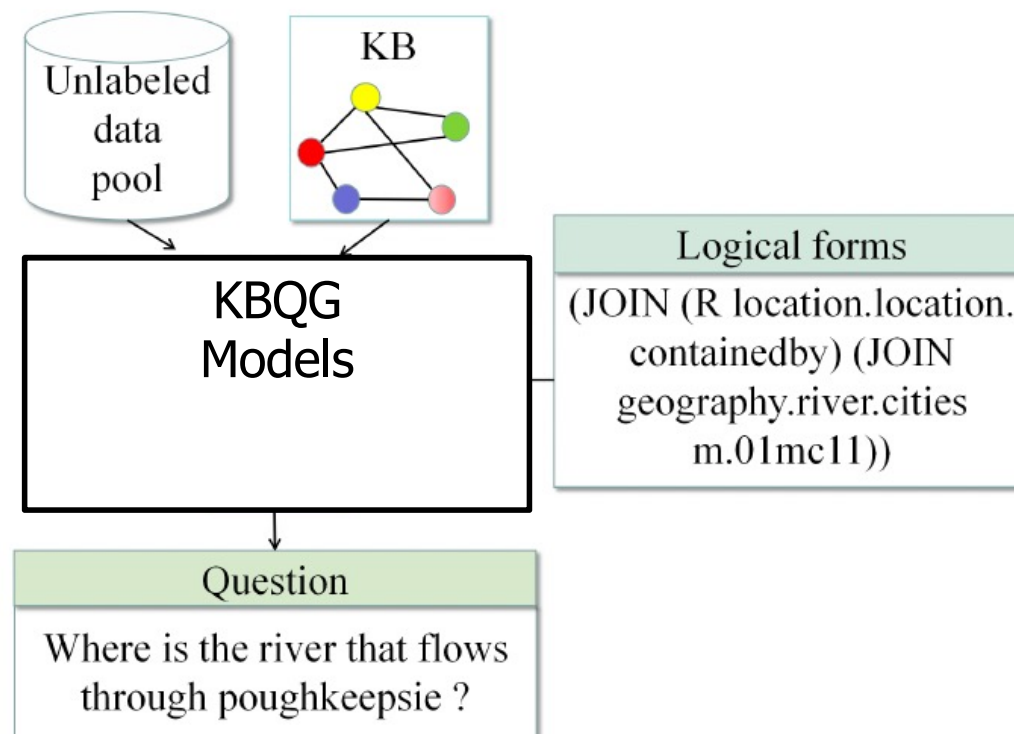 Unlabeled
data
pool
KB
KBQG
Models
Logical forms
(JOIN (R location.location.
containedby) (JOIN
geography.river.cities
m.01mc11))
Question
Where is the river that flows
through poughkeepsie ?